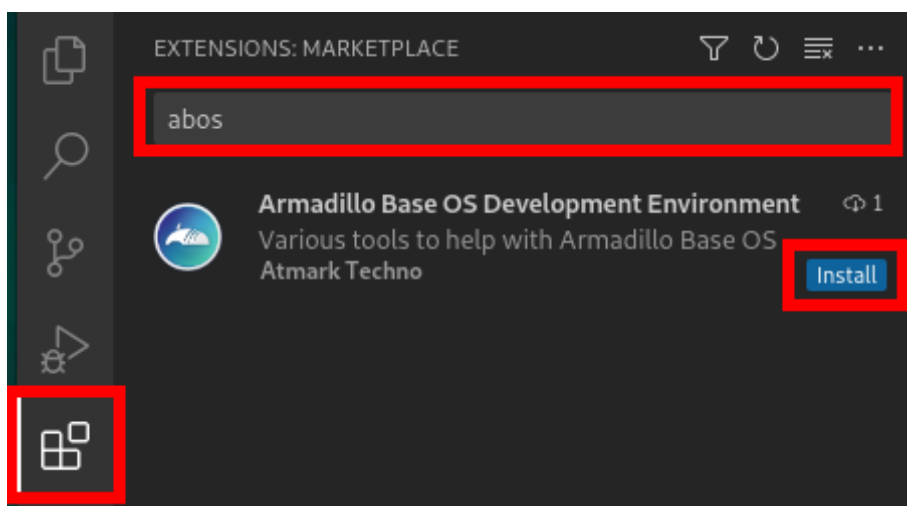 EXTENSIONS: MARKETPLACE
abos
Armadillo Base OS Development Environment 1
Various tools to help with Armadillo Base OS
Atmark Techno
Install